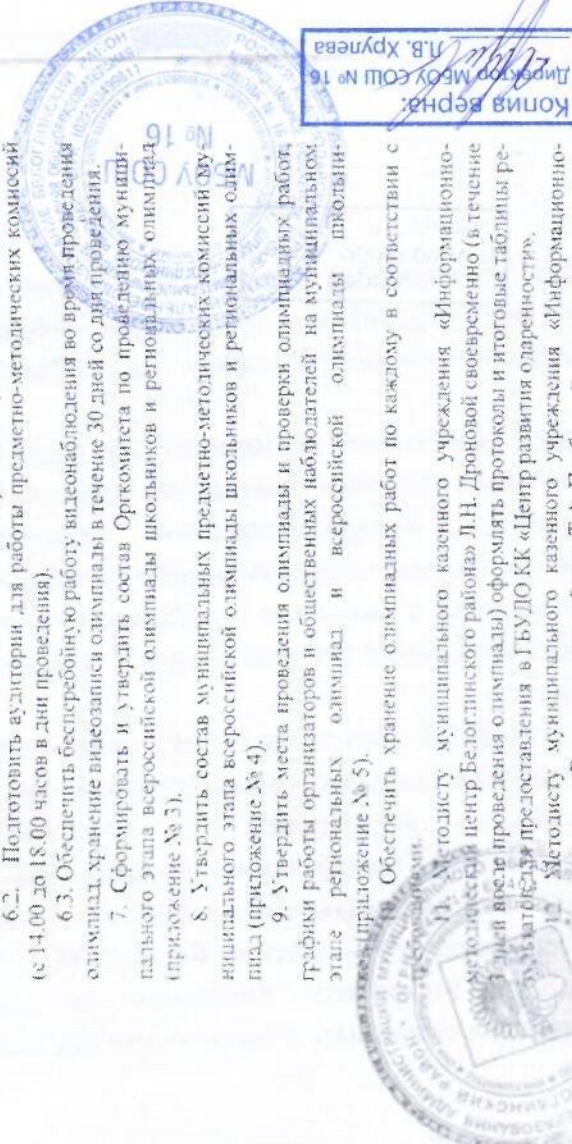 6.2. Подготовить аудитории для работы предметно-методических комиссий
(с 14.00 до 18.00 часов в дни проведения).
6.3. Обеспечить бесперебойную работу видеонаблюдения во время проведения
олимпиад, хранение видеозаписи олимпиады в течение 30 дней со дня проведения.
7. Сформировать и утвердить состав Оргкомитета по проведению муници-
пального этапа всероссийской олимпиады школьников и региональных олимпиад
(приложение № 3).
8. Утвердить состав муниципальных предметно-методических комиссий му-
ниципального этапа всероссийской олимпиады школьников и региональных олим-
пиад (приложение № 4).
9. Утвердить места проведения олимпиады и проверки олимпиадных работ,
графики работы организаторов и общественных наблюдателей на муниципальном
этапе региональных олимпиад и всероссийской олимпиады школьни-
(приложение № 5).
Обеспечить хранение олимпиадных работ по каждому в соответствии с
11. Методисту муниципального казенного учреждения «Информационно-
центр Белоглинского района» Л.Н. Дроновой своевременно (в течение
3 дней после проведения олимпиады) оформлять протоколы и итоговые таблицы ре-
для предоставления в ГБУДО КК «Центр развития одаренности».
Методисту муниципального казенного учреждения «Информационно-
МБОУ СОШ
№ 16
Копия верна:
Директор МБОУ СОШ № 16
Л.В. Хрулева